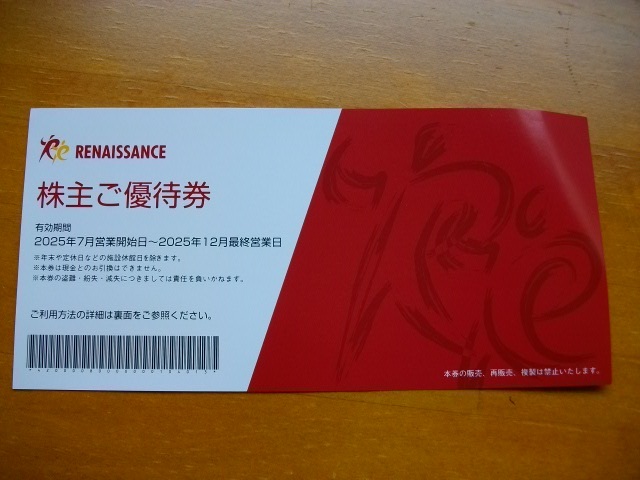 RENAISSANCE
株主ご優待券
有効期間
2025年7月営業開始日~2025年12月最終営業日
※年末や定休日などの施設休館日を除きます。
※本券は現金とのお引換はできません。
※本券の盗難・紛失・滅失につきましては責任を負いかねます。
ご利用方法の詳細は裏面をご参照ください。
本券の販売、再販売、複製は禁止いたします。